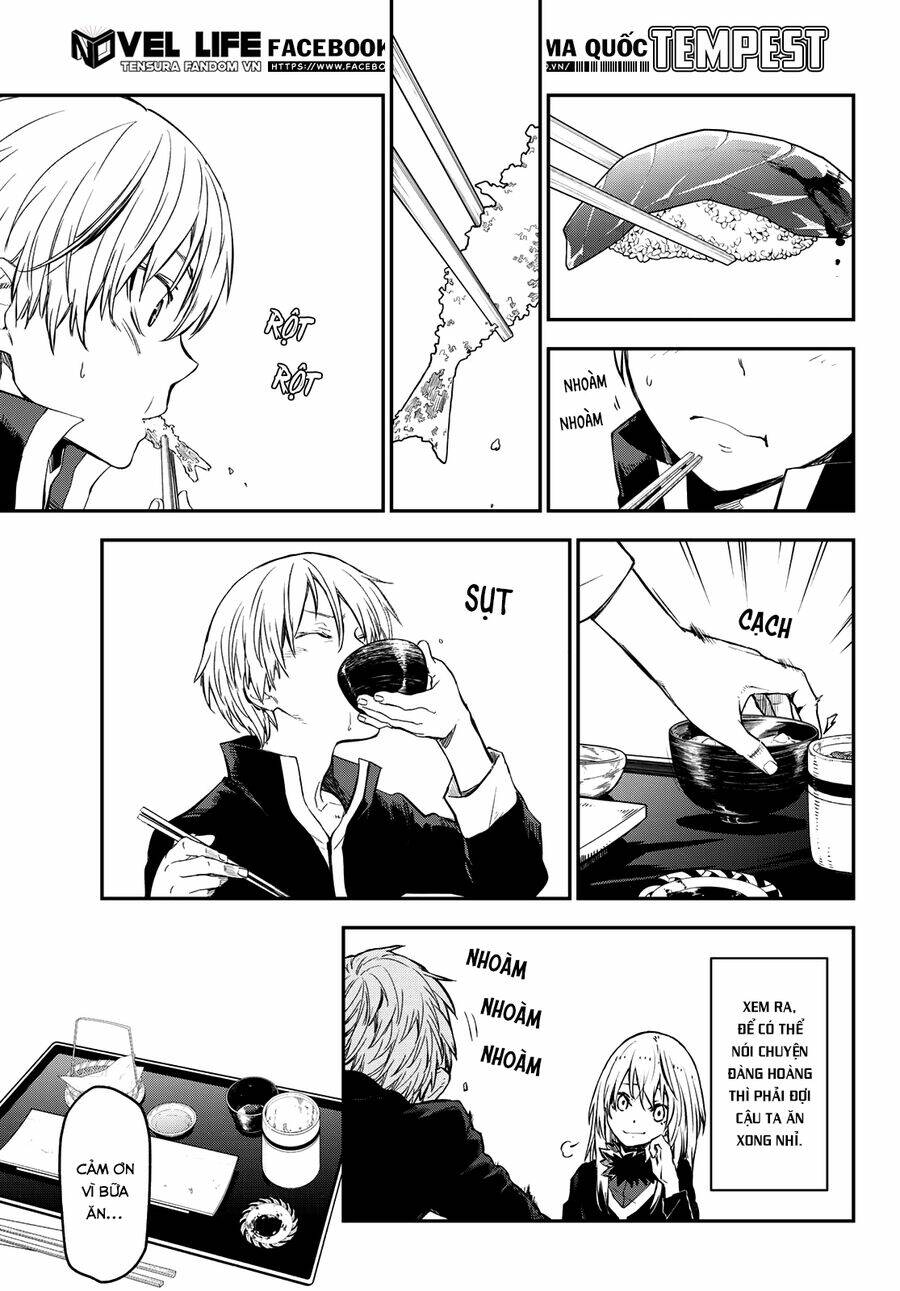 NOVEL LIFE FACEBOOK MA QUỐC TEMPEST
TENSURA FANDOM VN HTTPS://WWW.FACEBO
NHOÀM
NHOÀM
RỘT
RỘT
CẠCH
SỤT
XEM RA,
ĐỂ CÓ THỂ
NÓI CHUYỆN
ĐÀNG HOÀNG
THÌ PHẢI ĐỢI
CẬU TA ĂN
XONG NHỈ.
NHOÀM
NHOÀM
NHOÀM
CẢM ƠN
VÌ BỮA
ĂN...